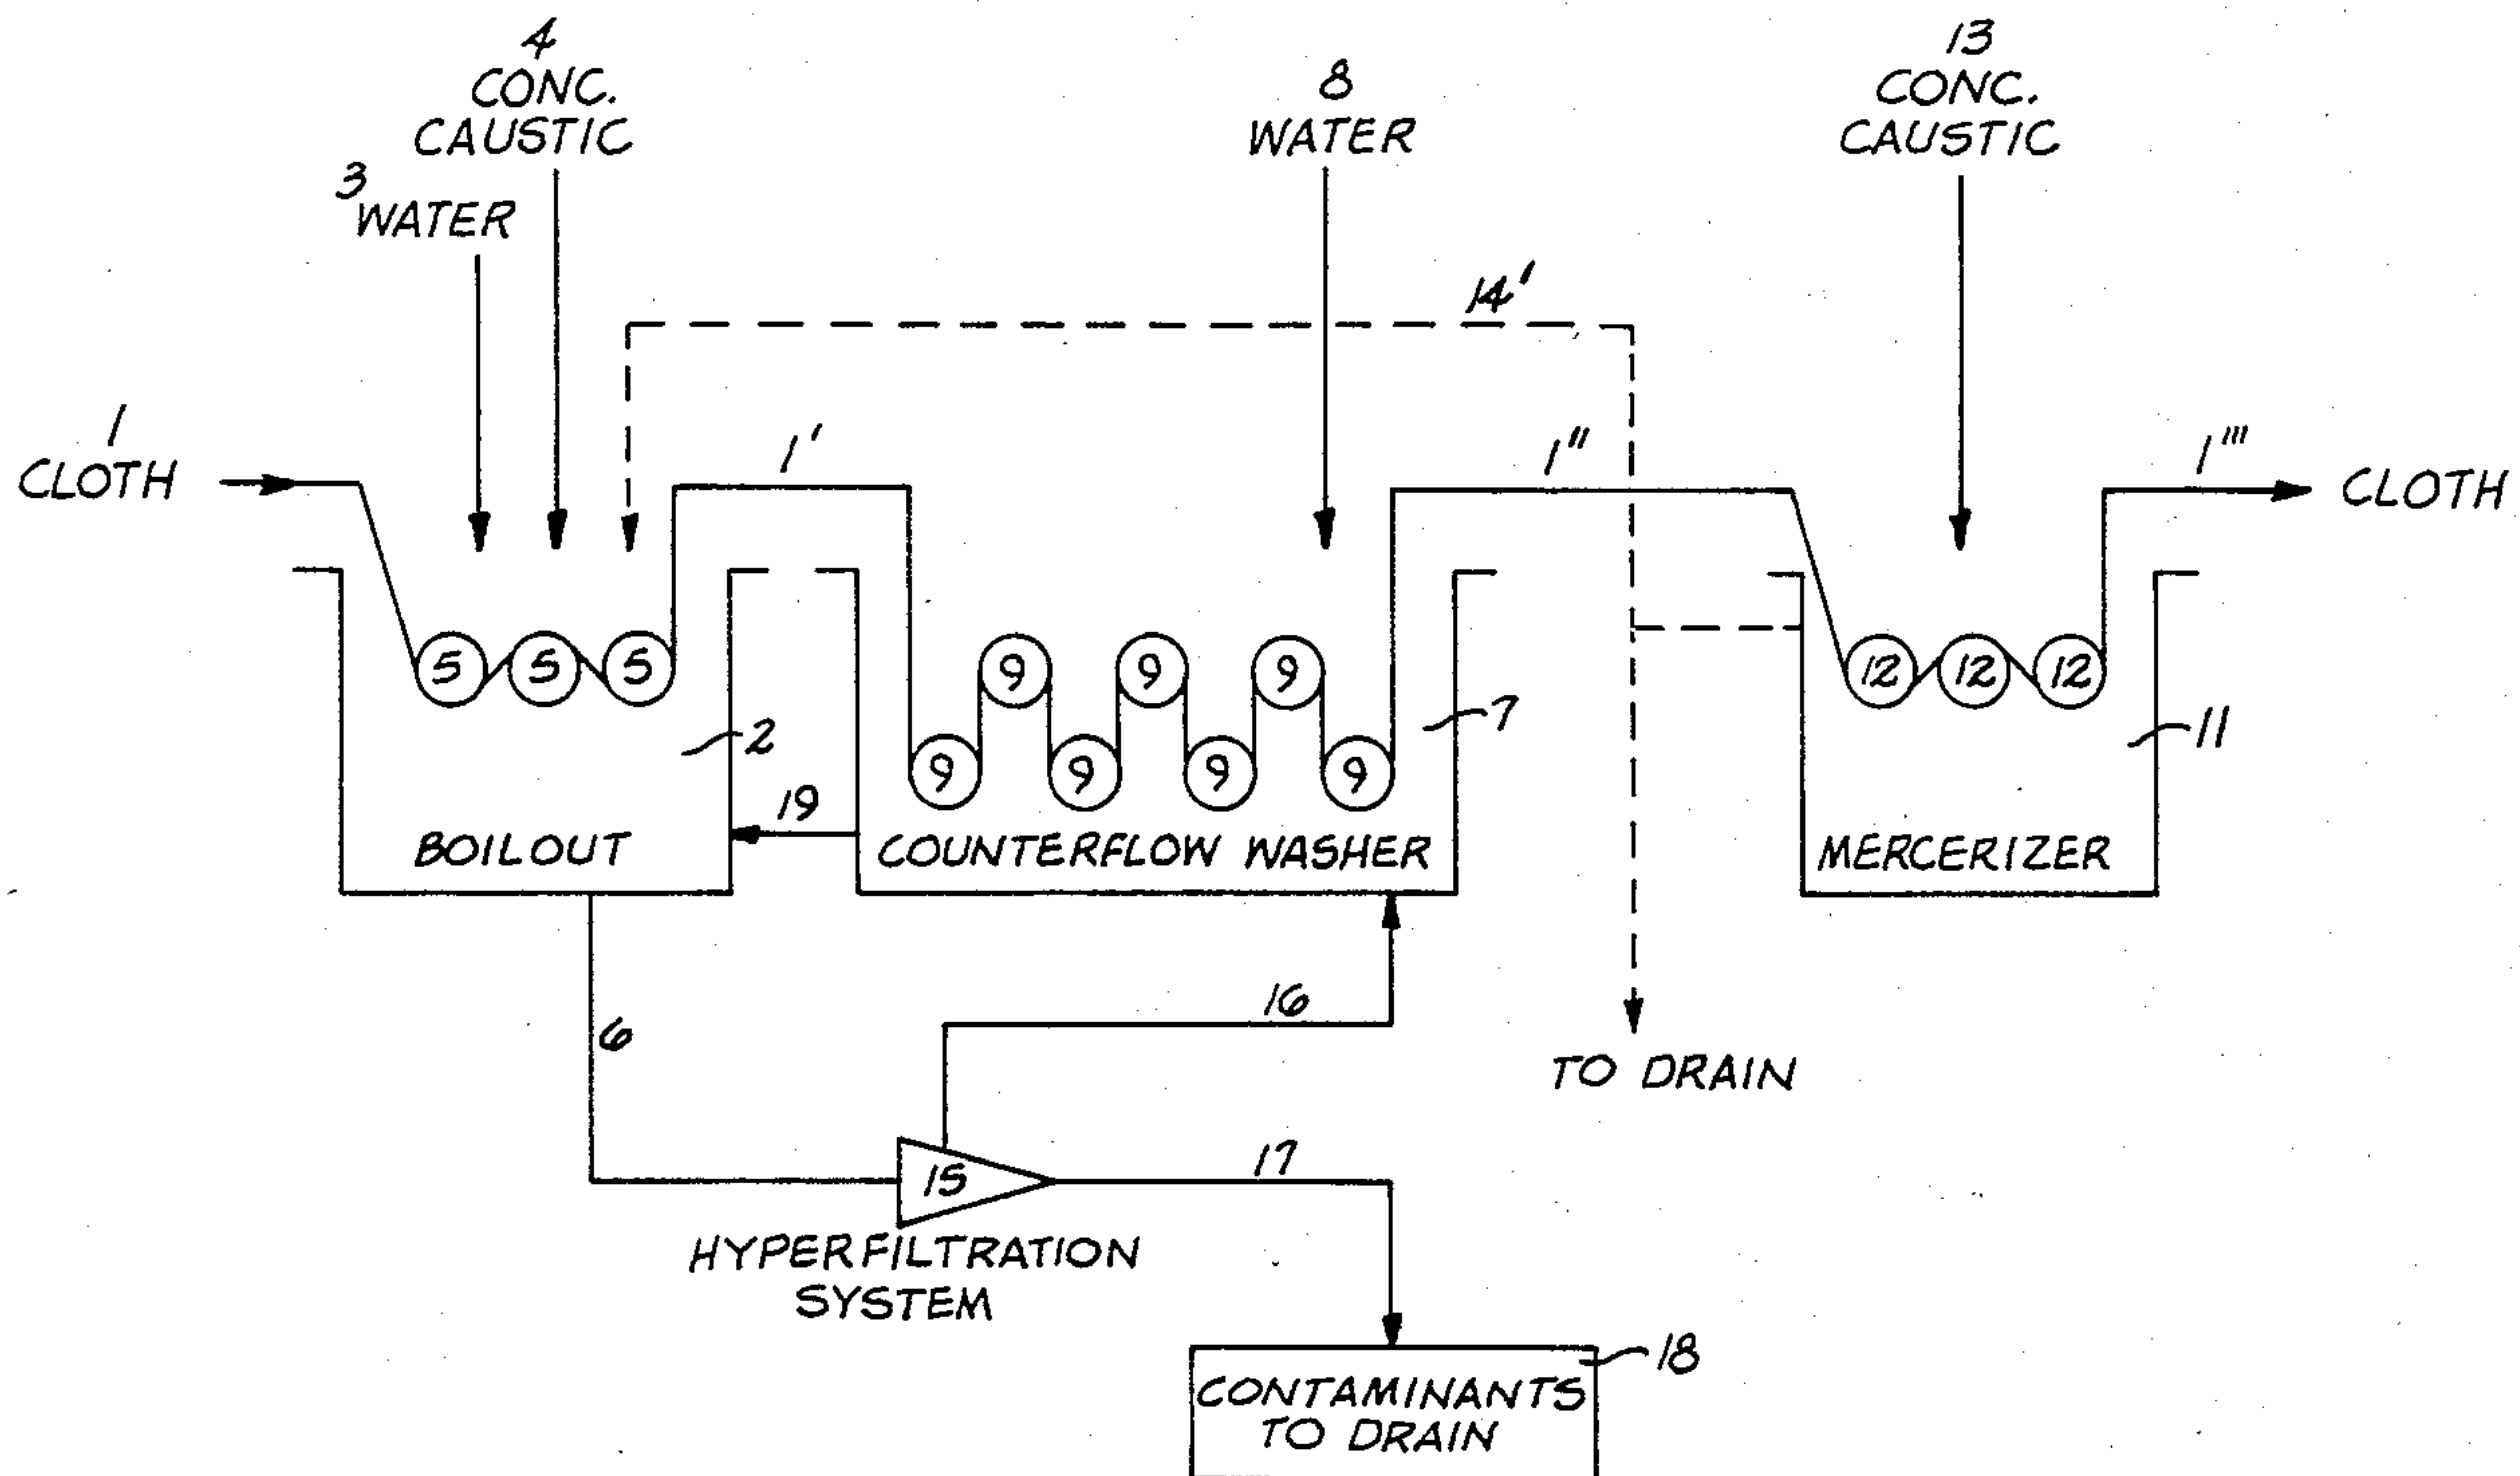 4
CONC.
CAUSTIC
3
WATER
8
WATER
13
CONC.
CAUSTIC
14'
1
CLOTH
1'
1"
1'''
CLOTH
5
5
5
9
9
9
9
9
9
9
12
12
12
2
7
11
19
BOILOUT
COUNTERFLOW WASHER
MERCERIZER
6
16
TO DRAIN
15
17
HYPERFILTRATION
SYSTEM
18
CONTAMINANTS
TO DRAIN